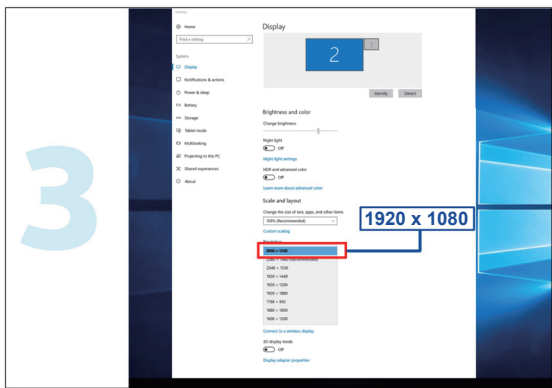 3
settings
Home
Find a setting
System
Display
Notifications & actions
Power & sleep
Battery
Storage
Tablet mode
Multitasking
Projecting to this PC
Shared experiences
About
Display
2
1
Identify Detect
Brightness and color
Change brightness
Night light
Off
Night light settings
HDR and advanced color
Off
Learn more about advanced color
Scale and layout
Change the size of text, apps, and other items
100% (Recommended)
Custom scaling
Resolution
1920 x 1080
(Recommended)
2048 × 1536
1920 × 1440
1920 × 1200
1920 × 1080
1680 × 1050
1600 × 1200
Connect to a wireless display
3D display mode
Off
Display adapter properties